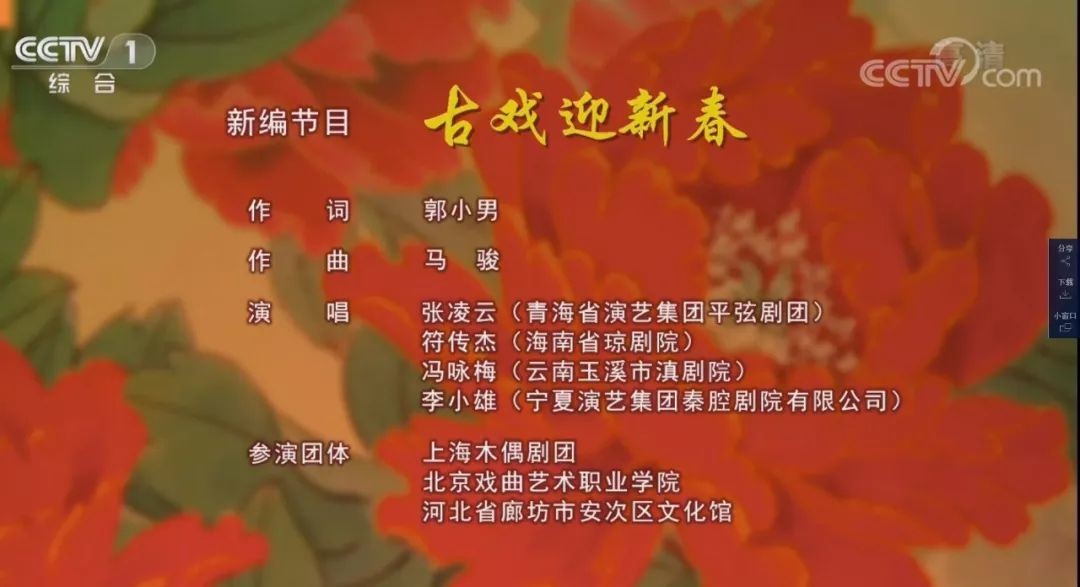 CCTV 1
综合
高清
CCTV.com
新编节目 古戏迎新春
作 词 郭小男
作 曲 马 骏
演 唱 张凌云（青海省演艺集团平弦剧团）
符传杰（海南省琼剧院）
冯咏梅（云南玉溪市滇剧院）
李小雄（宁夏演艺集团秦腔剧院有限公司）
参演团体 上海木偶剧团
北京戏曲艺术职业学院
河北省廊坊市安次区文化馆
分享
下载
小窗口